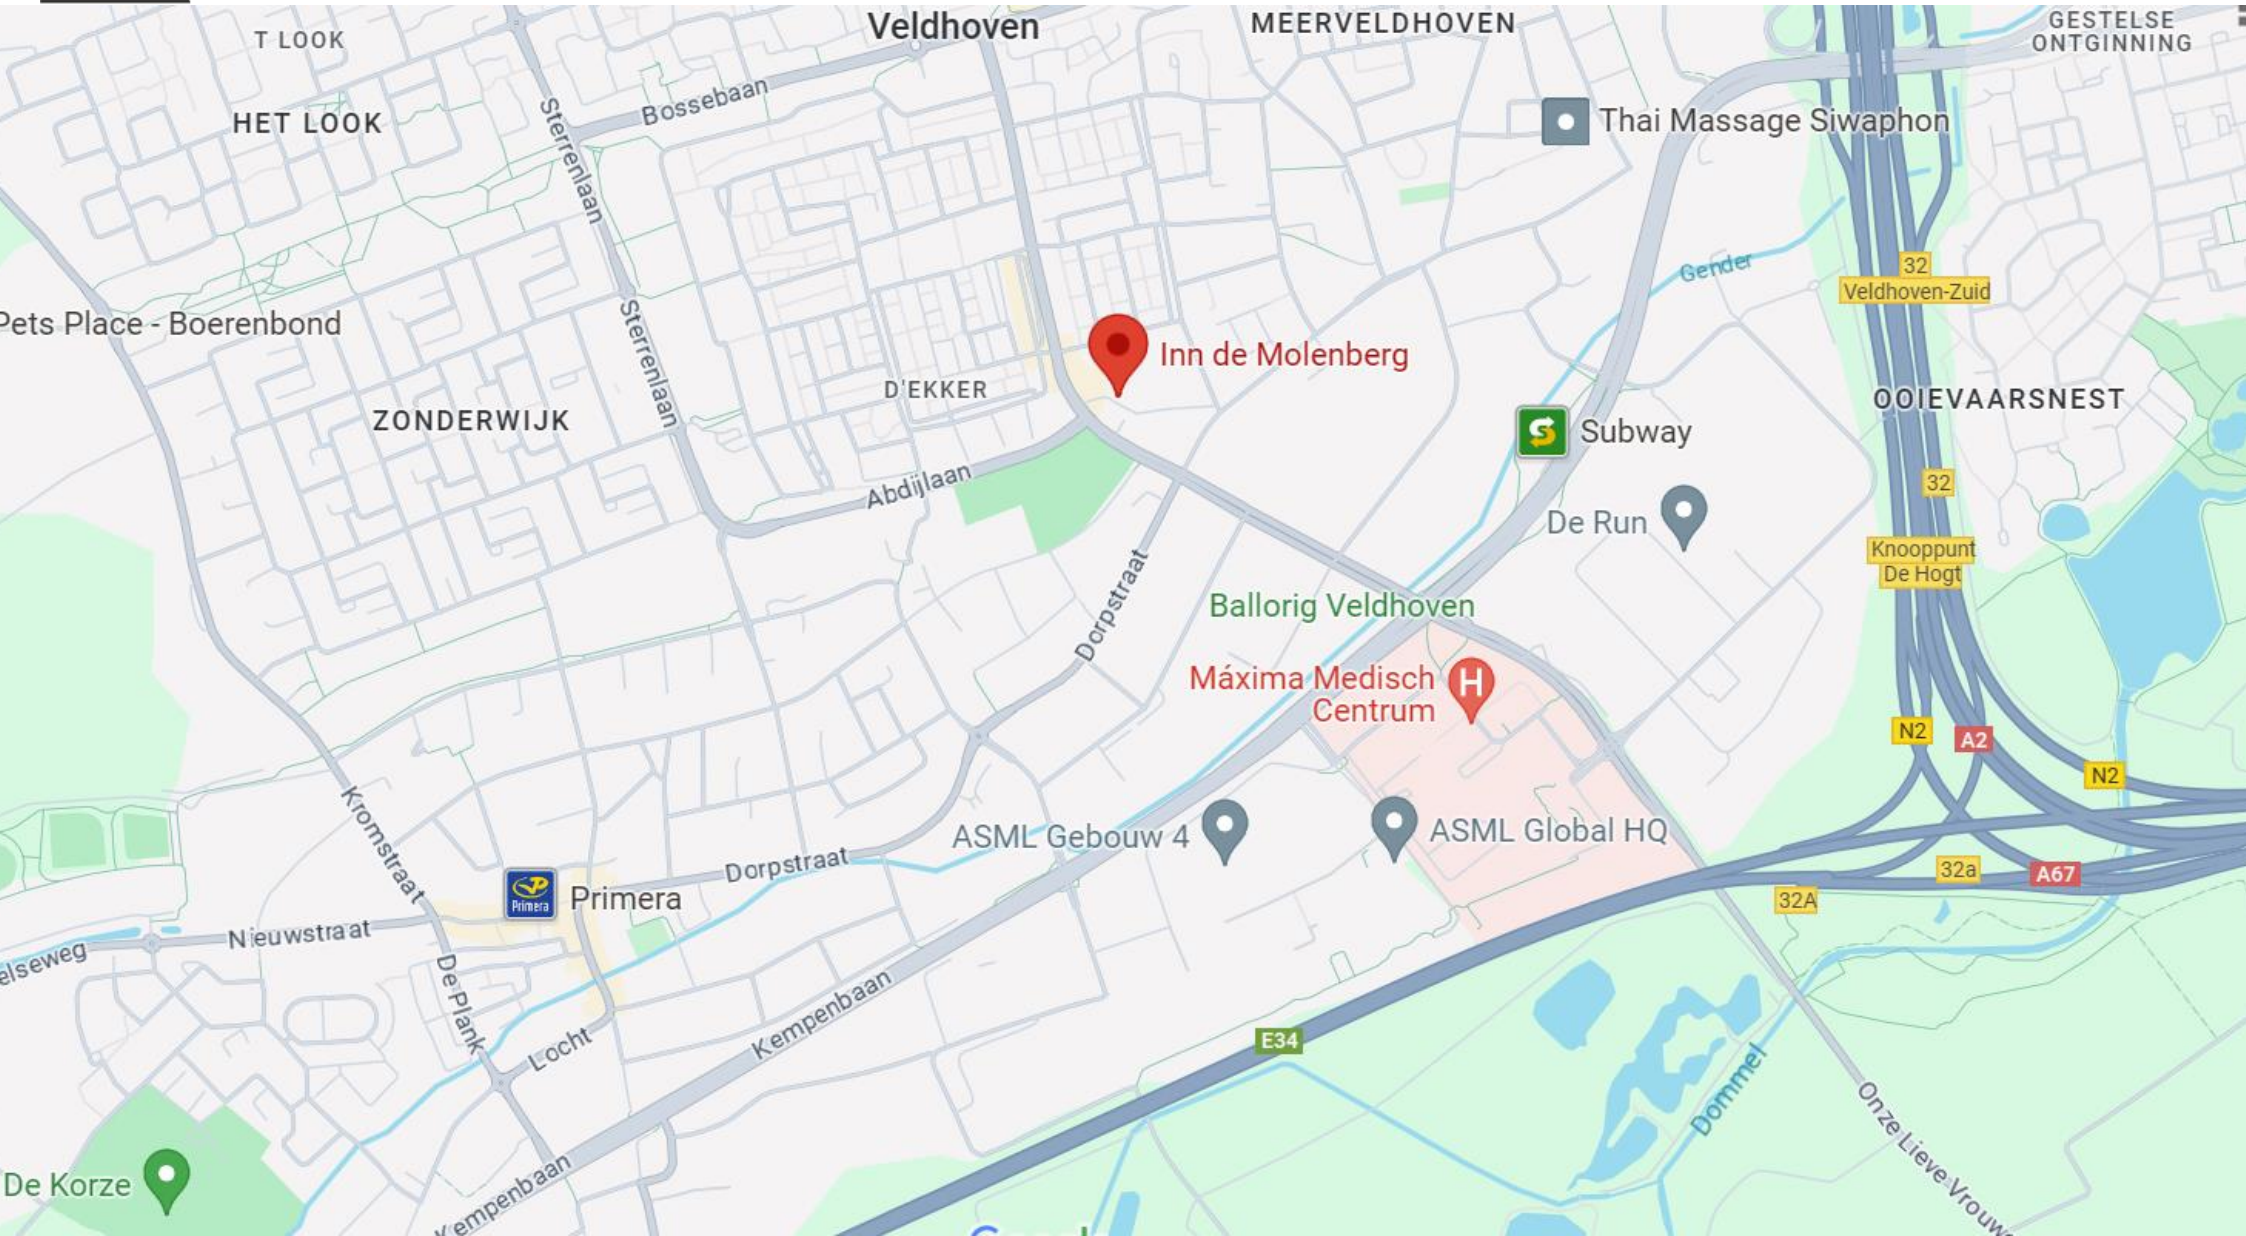 Veldhoven
MEERVELDHOVEN
GESTELSE
ONTGINNING
T LOOK
HET LOOK
Sterrenlaan
Bossebaan
Thai Massage Siwaphon
Gender
32
Veldhoven-Zuid
Pets Place - Boerenbond
Sterrenlaan
Inn de Molenberg
D'EKKER
ZONDERWIJK
OOIEVAARSNEST
Subway
Abdijlaan
32
De Run
Knooppunt
De Hogt
Dorpstraat
Ballorig Veldhoven
Máxima Medisch
Centrum
H
N2
A2
N2
Kromstraat
ASML Gebouw 4
ASML Global HQ
Dorpstraat
32a
A67
32A
Primera
Primera
Nieuwstraat
elseweg
De Plank
Kempenbaan
Locht
E34
Dommel
Onze Lieve Vrouw
De Korze
Kempenbaan